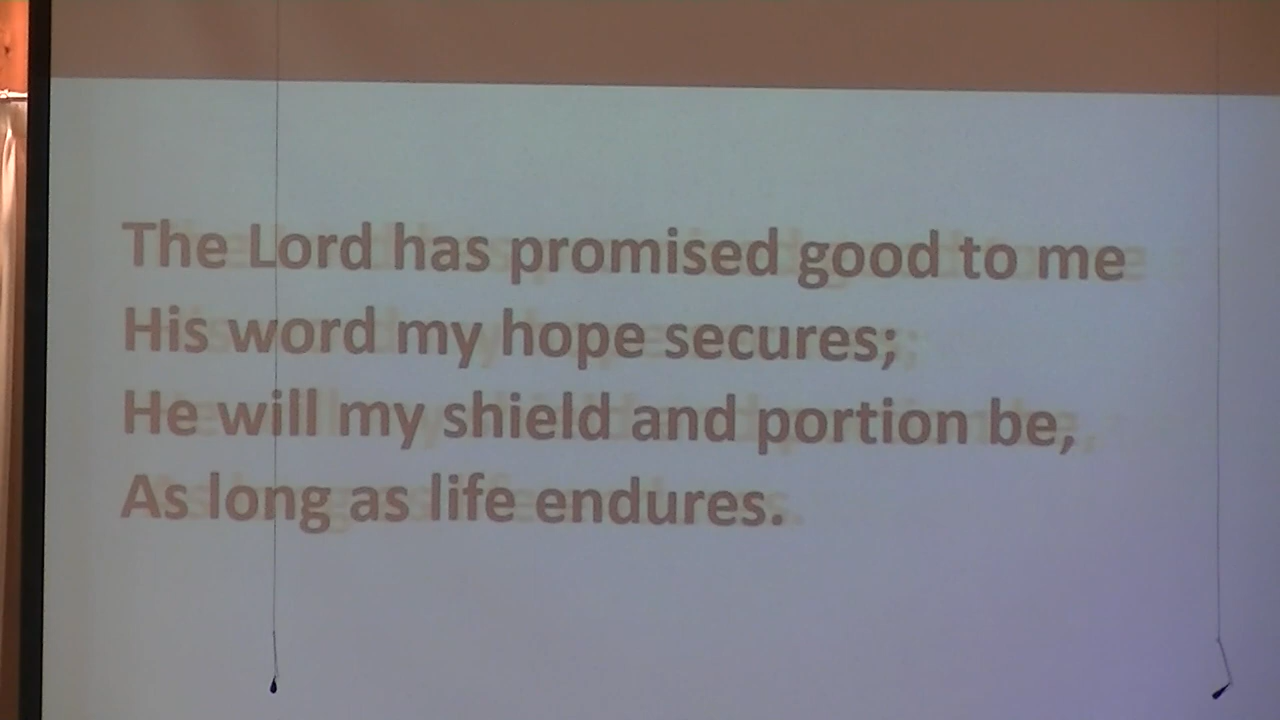 The Lord has promised good to me
His word my hope secures;
He will my shield and portion be,
As long as life endures.